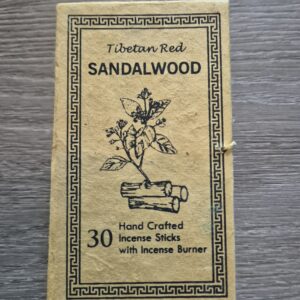 Tibetan Red
SANDALWOOD
30 Hand Crafted
Incense Sticks
with Incense Burner